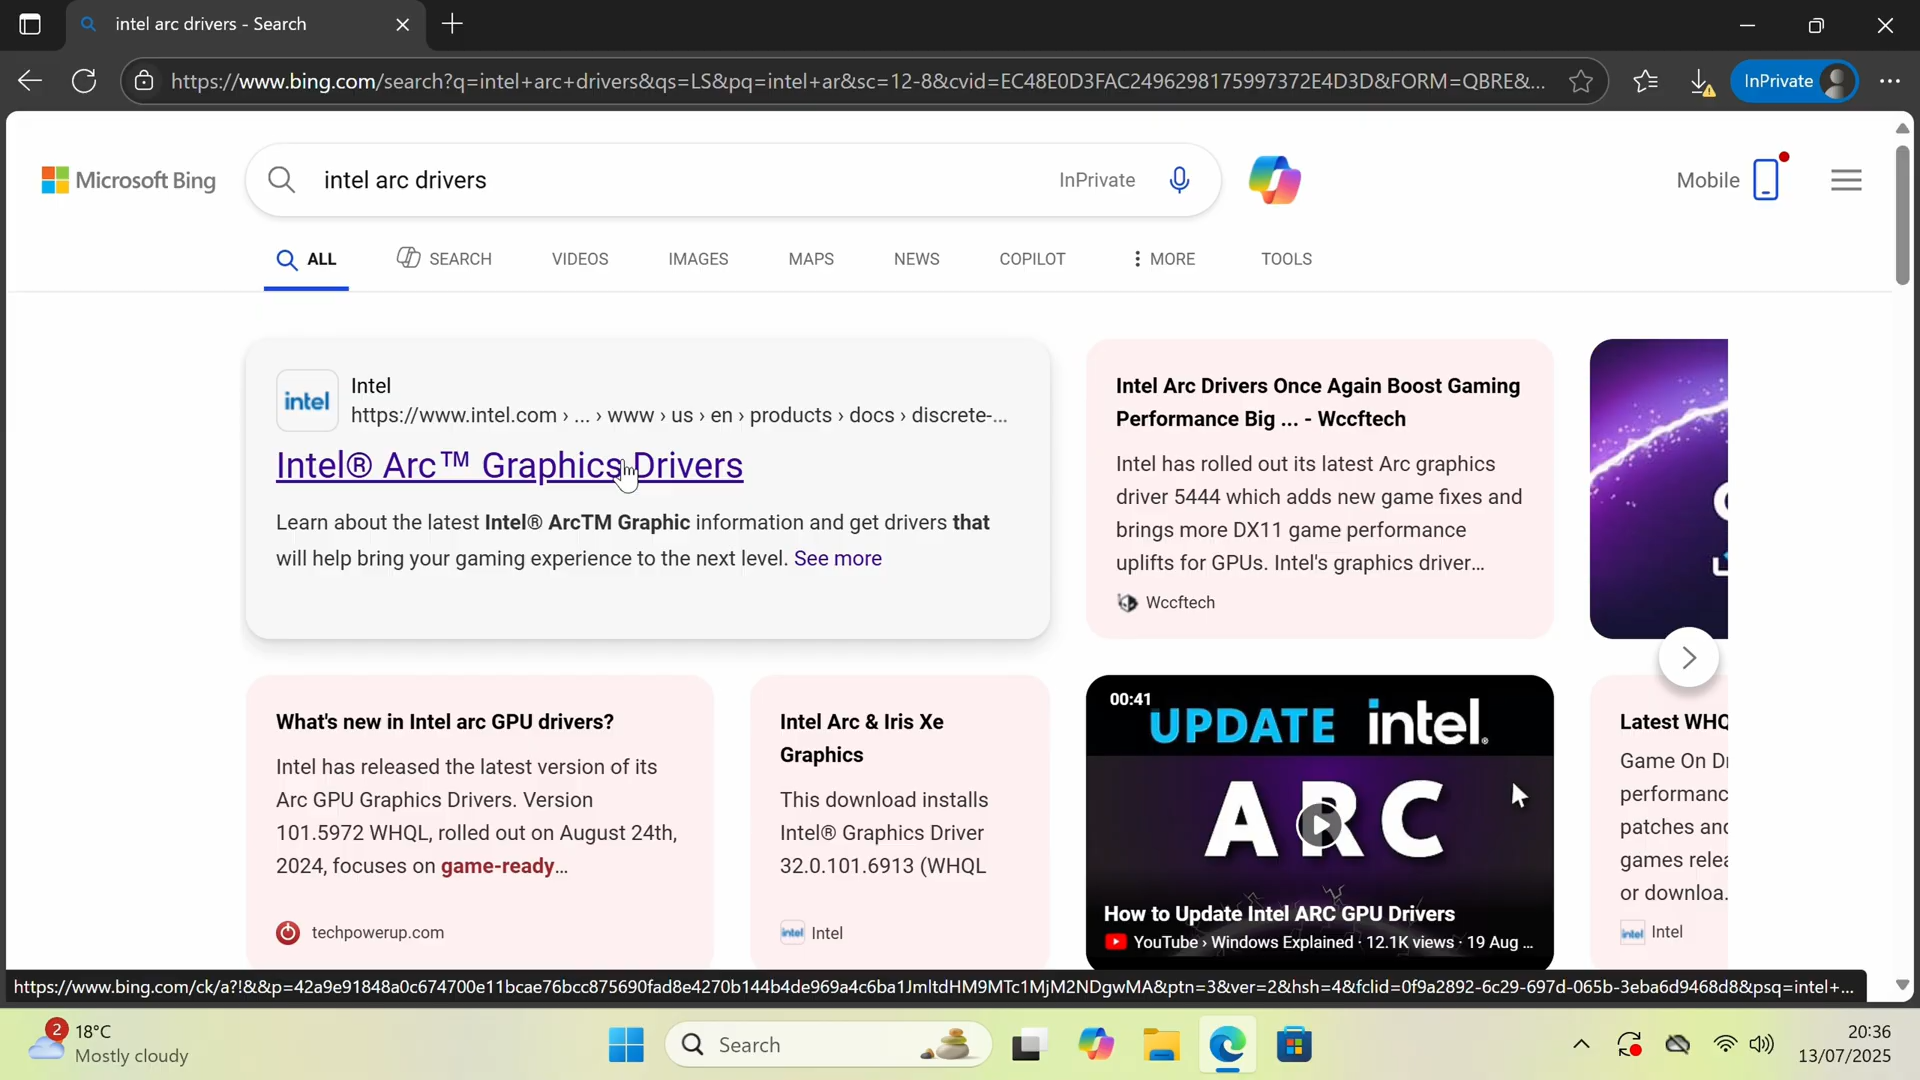 intel arc drivers - Search
https://www.bing.com/search?q=intel+arc+drivers&qs=LS&pq=intel+ar&sc=12-8&cvid=EC48E0D3FAC2496298175997372E4D3D&FORM=QBRE&...
InPrivate
Microsoft Bing
intel arc drivers
InPrivate
Mobile
ALL
SEARCH
VIDEOS
IMAGES
MAPS
NEWS
COPILOT
MORE
TOOLS
intel
Intel
https://www.intel.com › ... › www › us › en › products › docs › discrete-...
Intel® Arc™ Graphics Drivers
Learn about the latest Intel® ArcTM Graphic information and get drivers that
will help bring your gaming experience to the next level. See more
Intel Arc Drivers Once Again Boost Gaming
Performance Big ... - Wccftech
Intel has rolled out its latest Arc graphics
driver 5444 which adds new game fixes and
brings more DX11 game performance
uplifts for GPUs. Intel's graphics driver...
Wccftech
What's new in Intel arc GPU drivers?
Intel has released the latest version of its
Arc GPU Graphics Drivers. Version
101.5972 WHQL, rolled out on August 24th,
2024, focuses on game-ready...
techpowerup.com
Intel Arc & Iris Xe
Graphics
This download installs
Intel® Graphics Driver
32.0.101.6913 (WHQL
intel
Intel
00:41
UPDATE intel.
ARC
How to Update Intel ARC GPU Drivers
YouTube › Windows Explained · 12.1K views · 19 Aug ...
Latest WHQ
Game On Dr
performanc
patches and
games relea
or downloa.
intel
Intel
https://www.bing.com/ck/a?!&&p=42a9e91848a0c674700e11bcae76bcc875690fad8e4270b144b4de969a4c6ba1JmltdHM9MTc1MjM2NDgwMA&ptn=3&ver=2&hsh=4&fclid=0f9a2892-6c29-697d-065b-3eba6d9468d8&psq=intel+...
2
18°C
Mostly cloudy
Search
20:36
13/07/2025